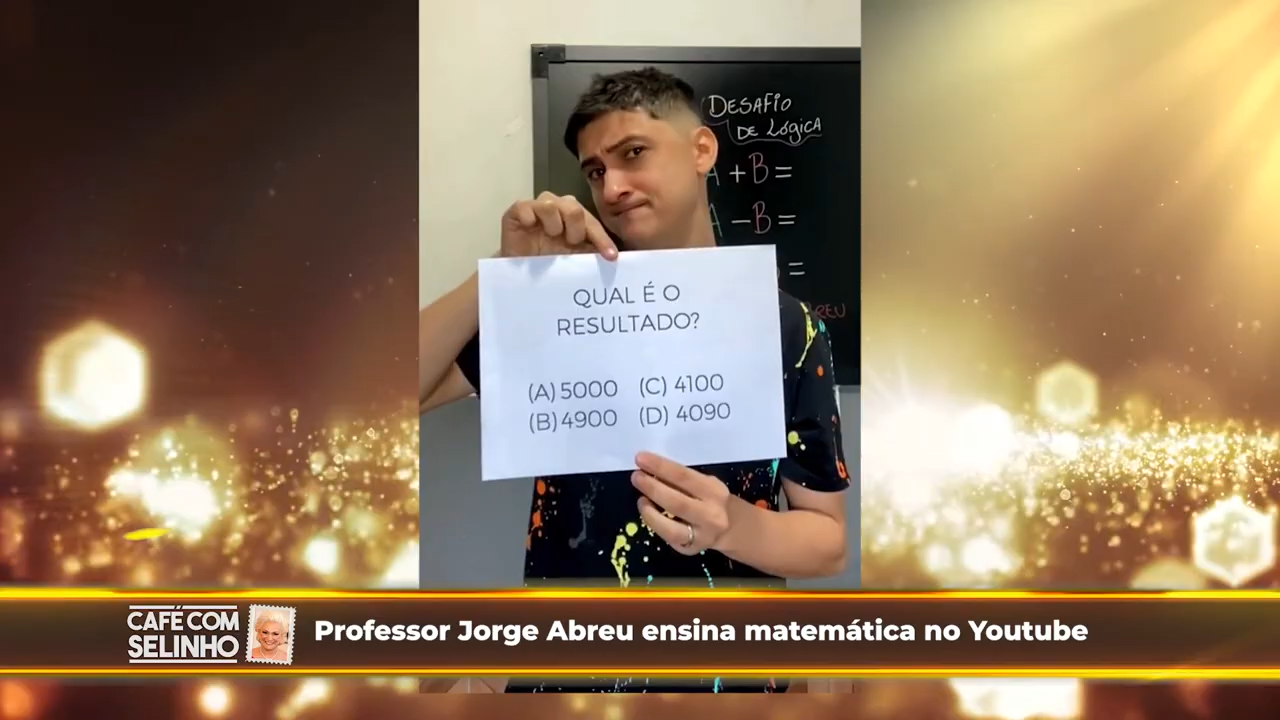 DESAFIO
DE LÓGICA
A + B =
A - B =
=
REU
QUAL É O
RESULTADO?
(A) 5000 (C) 4100
(B) 4900 (D) 4090
CAFÉ COM
SELINHO
Professor Jorge Abreu ensina matemática no Youtube